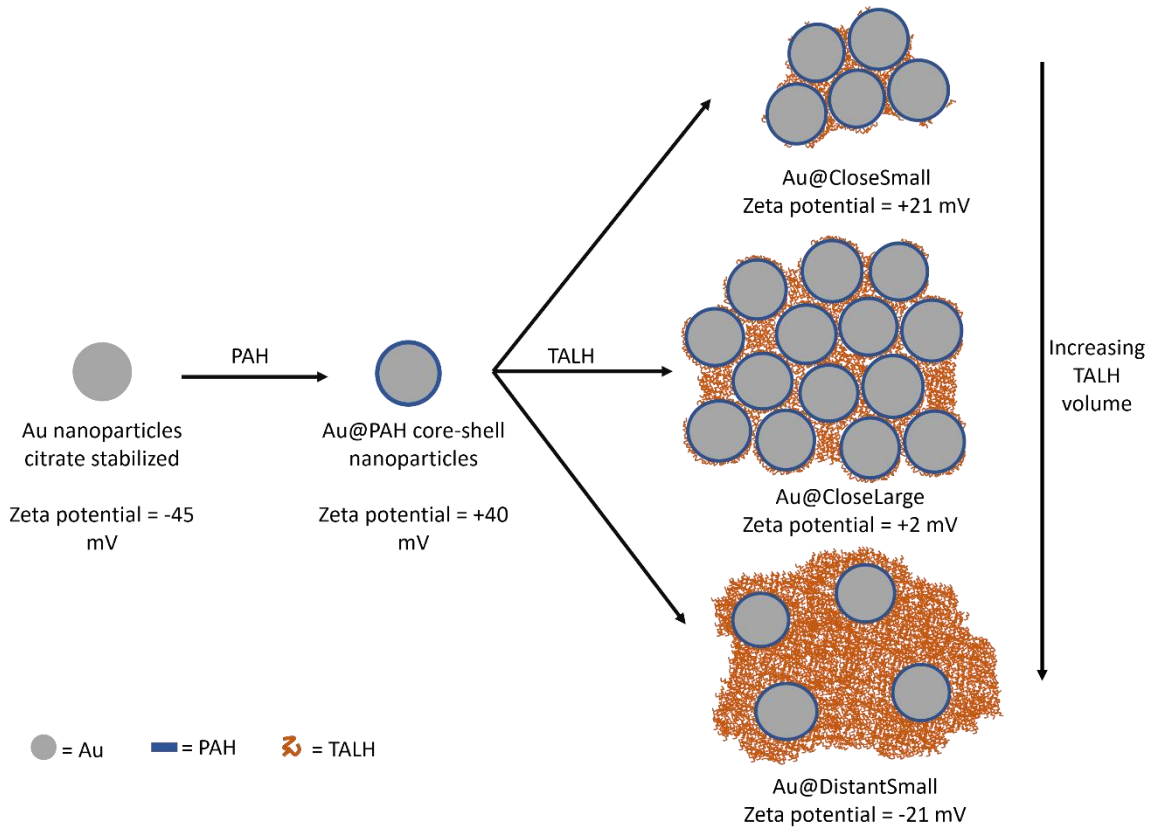 Au@CloseSmall
Zeta potential = +21 mV
PAH
TALH
Increasing
TALH
volume
Au nanoparticles
citrate stabilized
Zeta potential = -45
mV
Au@PAH core-shell
nanoparticles
Zeta potential = +40
mV
Au@CloseLarge
Zeta potential = +2 mV
= Au
= PAH
= TALH
Au@DistantSmall
Zeta potential = -21 mV